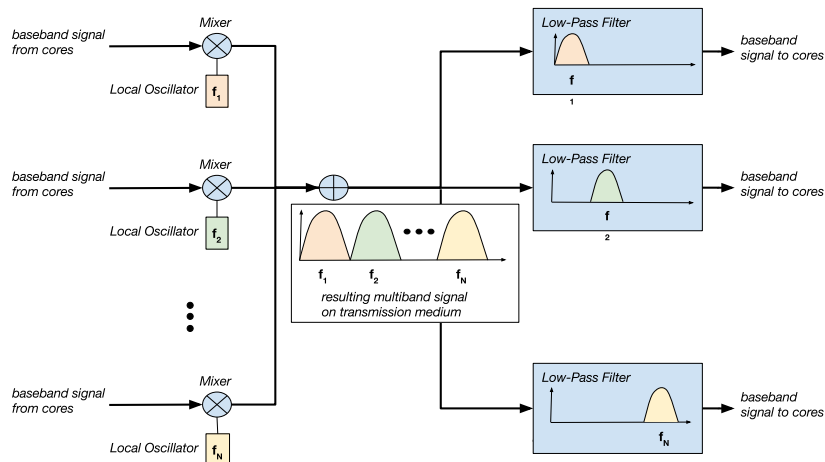 baseband signal
from cores
Mixer
Local Oscillator
f1
Low-Pass Filter
f
1
baseband
signal to cores
baseband signal
from cores
Mixer
Local Oscillator
f2
Low-Pass Filter
f
2
baseband
signal to cores
f1 f2 fN
resulting multiband signal
on transmission medium
baseband signal
from cores
Mixer
Local Oscillator
fN
Low-Pass Filter
fN
baseband
signal to cores